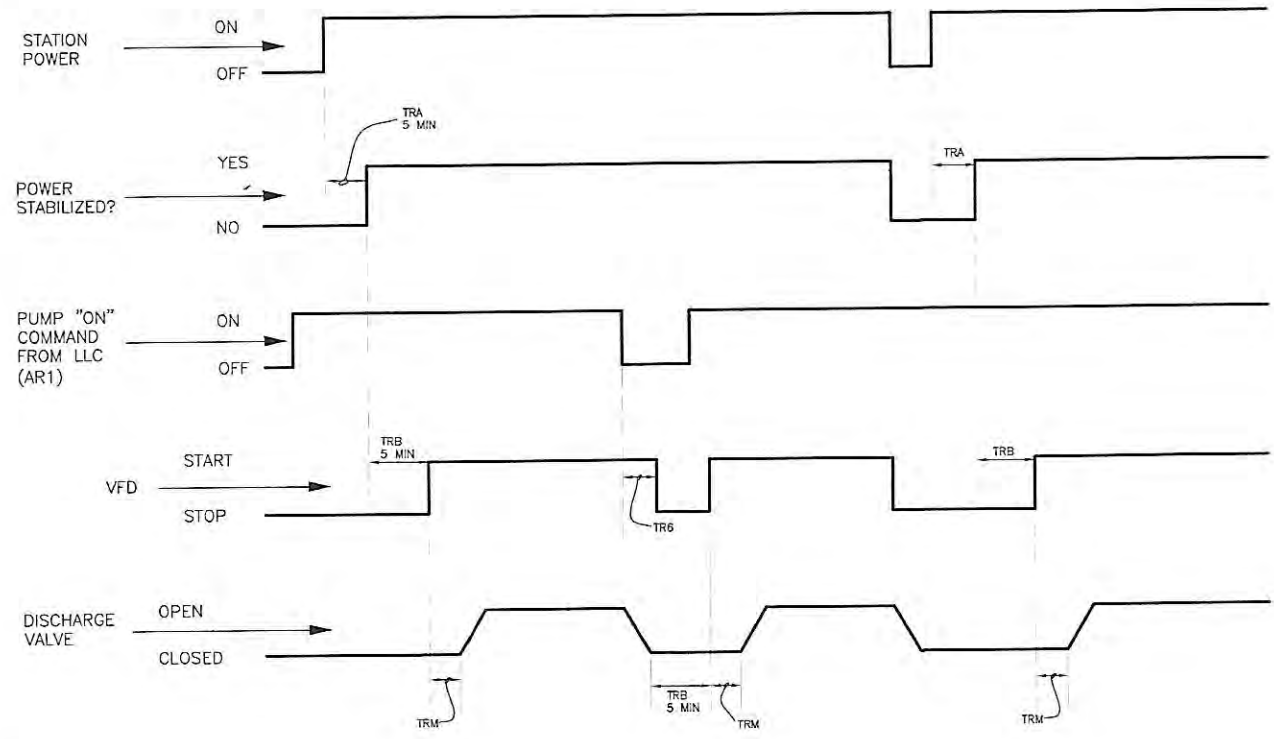 STATION
POWER
ON
OFF
TRA
5 MIN
POWER
STABILIZED?
YES
NO
TRA
PUMP "ON"
COMMAND
FROM LLC
(AR1)
ON
OFF
VFD
START
STOP
TRB
5 MIN
TR6
TRB
DISCHARGE
VALVE
OPEN
CLOSED
TRM
TRB
5 MIN
TRM
TRM